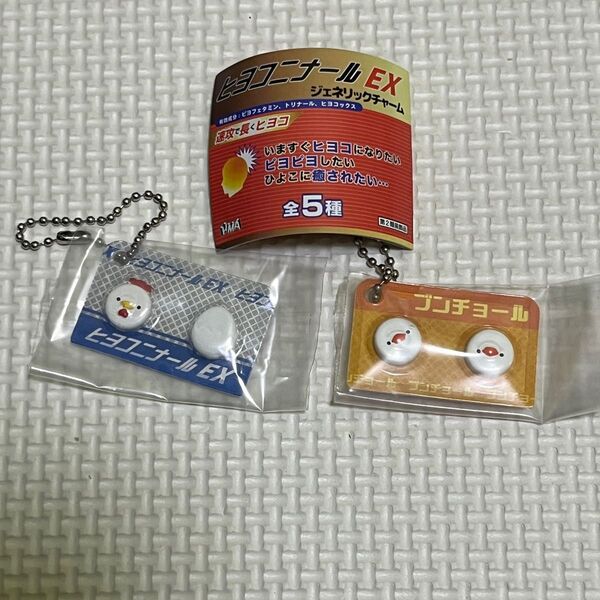 ヒヨコニナール EX
ジェネリックチャーム
有効成分:ピヨフェタミン、トリナール、ヒヨコックス
速攻で長くヒヨコ
いますぐヒヨコになりたい
ピヨピヨしたい
ひよこに癒されたい…
全5種
ヒヨコニナール EX
ヒヨコニナール EX
ブンチョール
ブンチョール